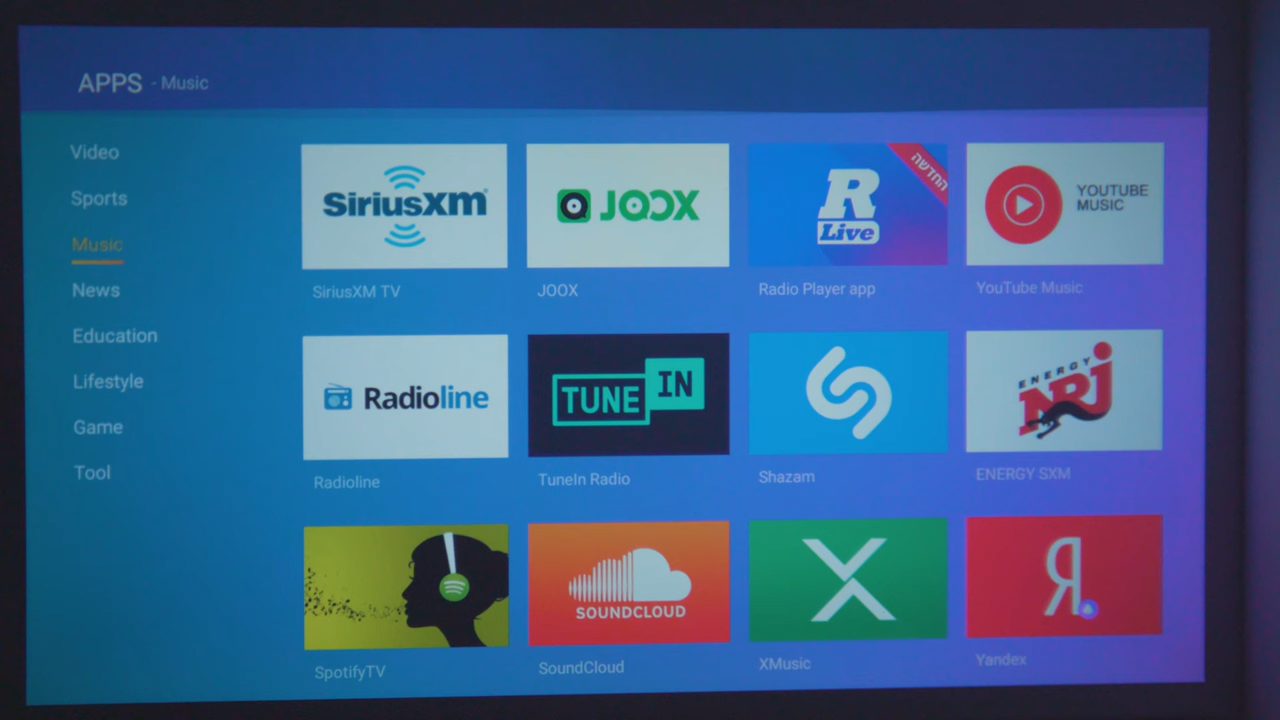 APPS - Music
Video
Sports
Music
News
Education
Lifestyle
Game
Tool
SiriusXM
SiriusXM TV
JOOX
JOOX
החדשה
R
Live
Radio Player app
YOUTUBE
MUSIC
YouTube Music
Radioline
Radioline
TUNE IN
TuneIn Radio
Shazam
ENERGY
NRJ
ENERGY SXM
SpotifyTV
SOUNDCLOUD
SoundCloud
X
XMusic
Я
Yandex